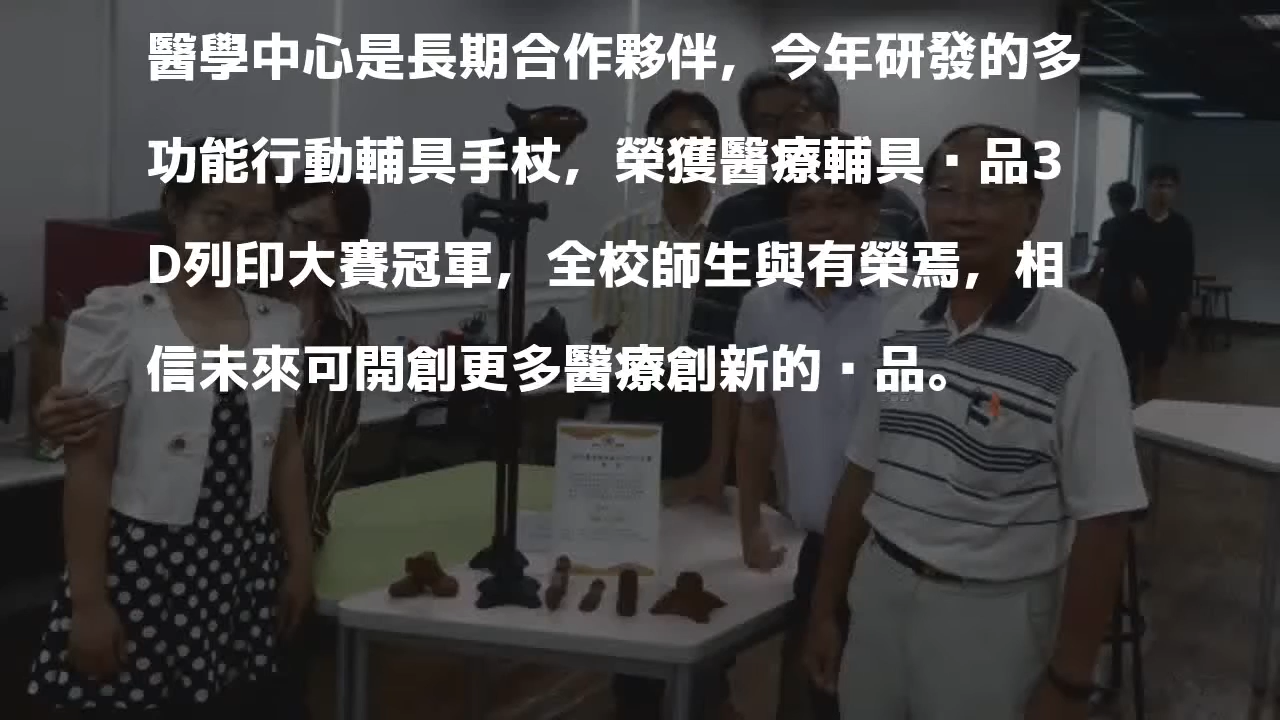 醫學中心是長期合作夥伴，今年研發的多
功能行動輔具手杖，榮獲醫療輔具·品3
D列印大賽冠軍，全校師生與有榮焉，相
信未來可開創更多醫療創新的·品。